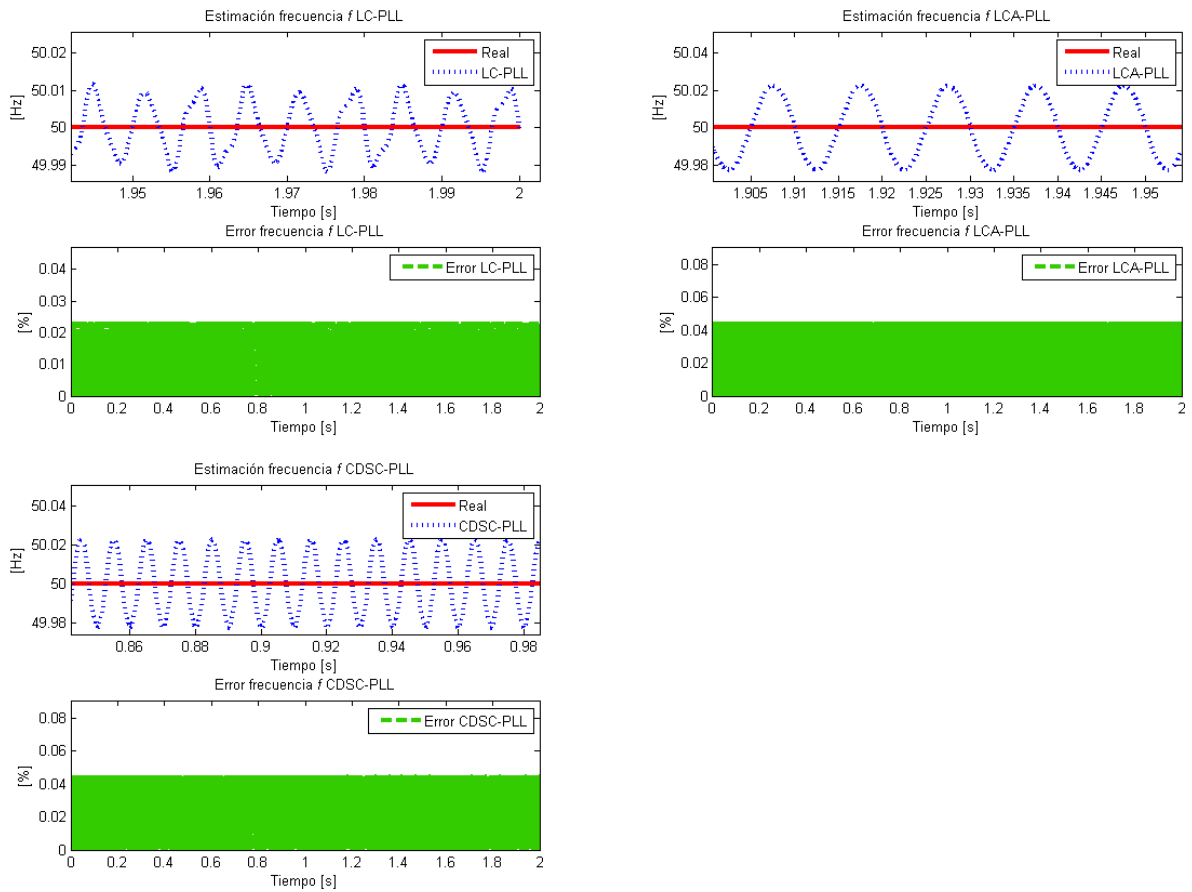 Estimación frecuencia f LC-PLL
50.02
50.01
50
49.99
[Hz]
Real
LC-PLL
1.95 1.96 1.97 1.98 1.99 2
Tiempo [s]
Error frecuencia f LC-PLL
0.04
0.03
0.02
0.01
0
[%]
Error LC-PLL
0 0.2 0.4 0.6 0.8 1 1.2 1.4 1.6 1.8 2
Tiempo [s]
Estimación frecuencia f LCA-PLL
50.04
50.02
50
49.98
[Hz]
Real
LCA-PLL
1.905 1.91 1.915 1.92 1.925 1.93 1.935 1.94 1.945 1.95
Tiempo [s]
Error frecuencia f LCA-PLL
0.08
0.06
0.04
0.02
0
[%]
Error LCA-PLL
0 0.2 0.4 0.6 0.8 1 1.2 1.4 1.6 1.8 2
Tiempo [s]
Estimación frecuencia f CDSC-PLL
50.04
50.02
50
49.98
[Hz]
Real
CDSC-PLL
0.86 0.88 0.9 0.92 0.94 0.96 0.98
Tiempo [s]
Error frecuencia f CDSC-PLL
0.08
0.06
0.04
0.02
0
[%]
Error CDSC-PLL
0 0.2 0.4 0.6 0.8 1 1.2 1.4 1.6 1.8 2
Tiempo [s]